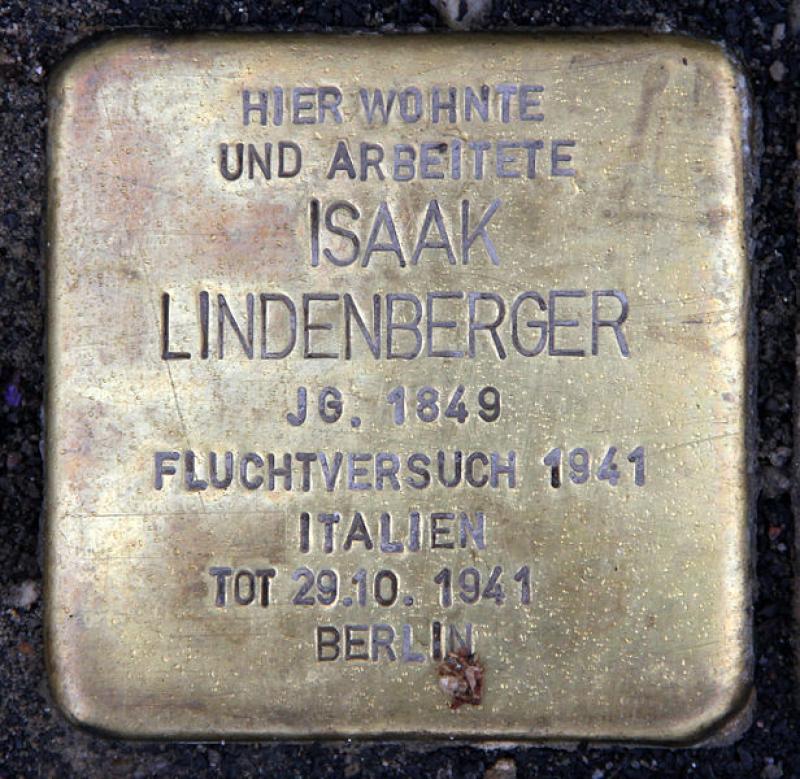 HIER WOHNTE
UND ARBEITETE
ISAAK
LINDENBERGER
JG. 1849
FLUCHTVERSUCH 1941
ITALIEN
TOT 29.10. 1941
BERLIN